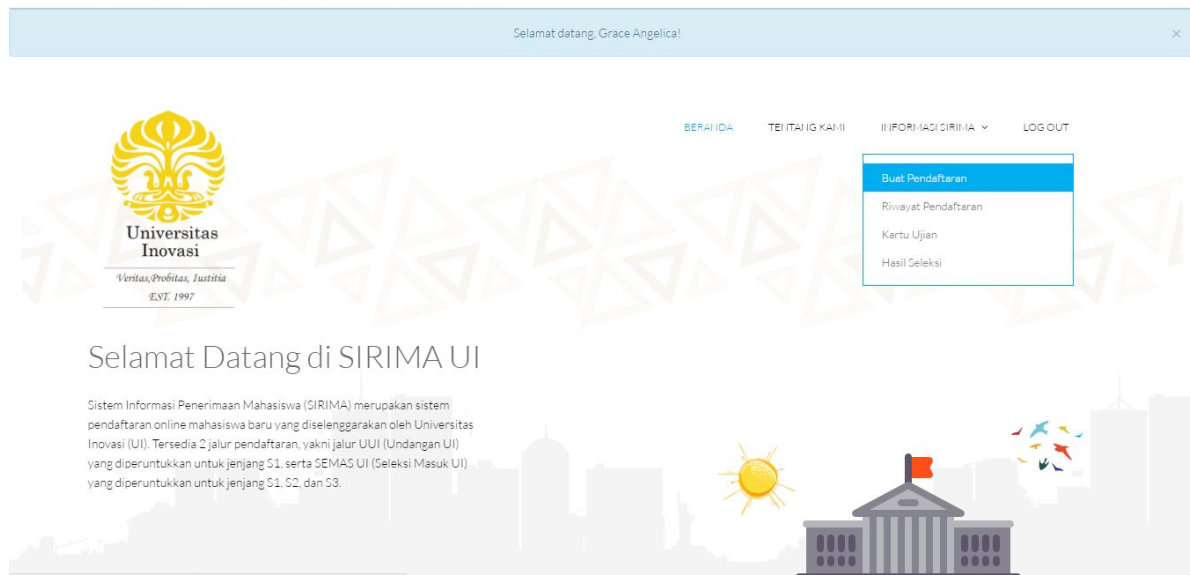 Selamat datang, Grace Angelica!
×
BERANDA TENTANG KAMI INFORMASI SIRIMA LOG OUT
Buat Pendaftaran
Riwayat Pendaftaran
Kartu Ujian
Hasil Seleksi
Universitas
Inovasi
Veritas,Probitas, Iustitia
EST. 1997
Selamat Datang di SIRIMA UI
Sistem Informasi Penerimaan Mahasiswa (SIRIMA) merupakan sistem
pendaftaran online mahasiswa baru yang diselenggarakan oleh Universitas
Inovasi (UI). Tersedia 2 jalur pendaftaran, yakni jalur UUI (Undangan UI)
yang diperuntukkan untuk jenjang S1, serta SEMAS UI (Seleksi Masuk UI)
yang diperuntukkan untuk jenjang S1, S2, dan S3.